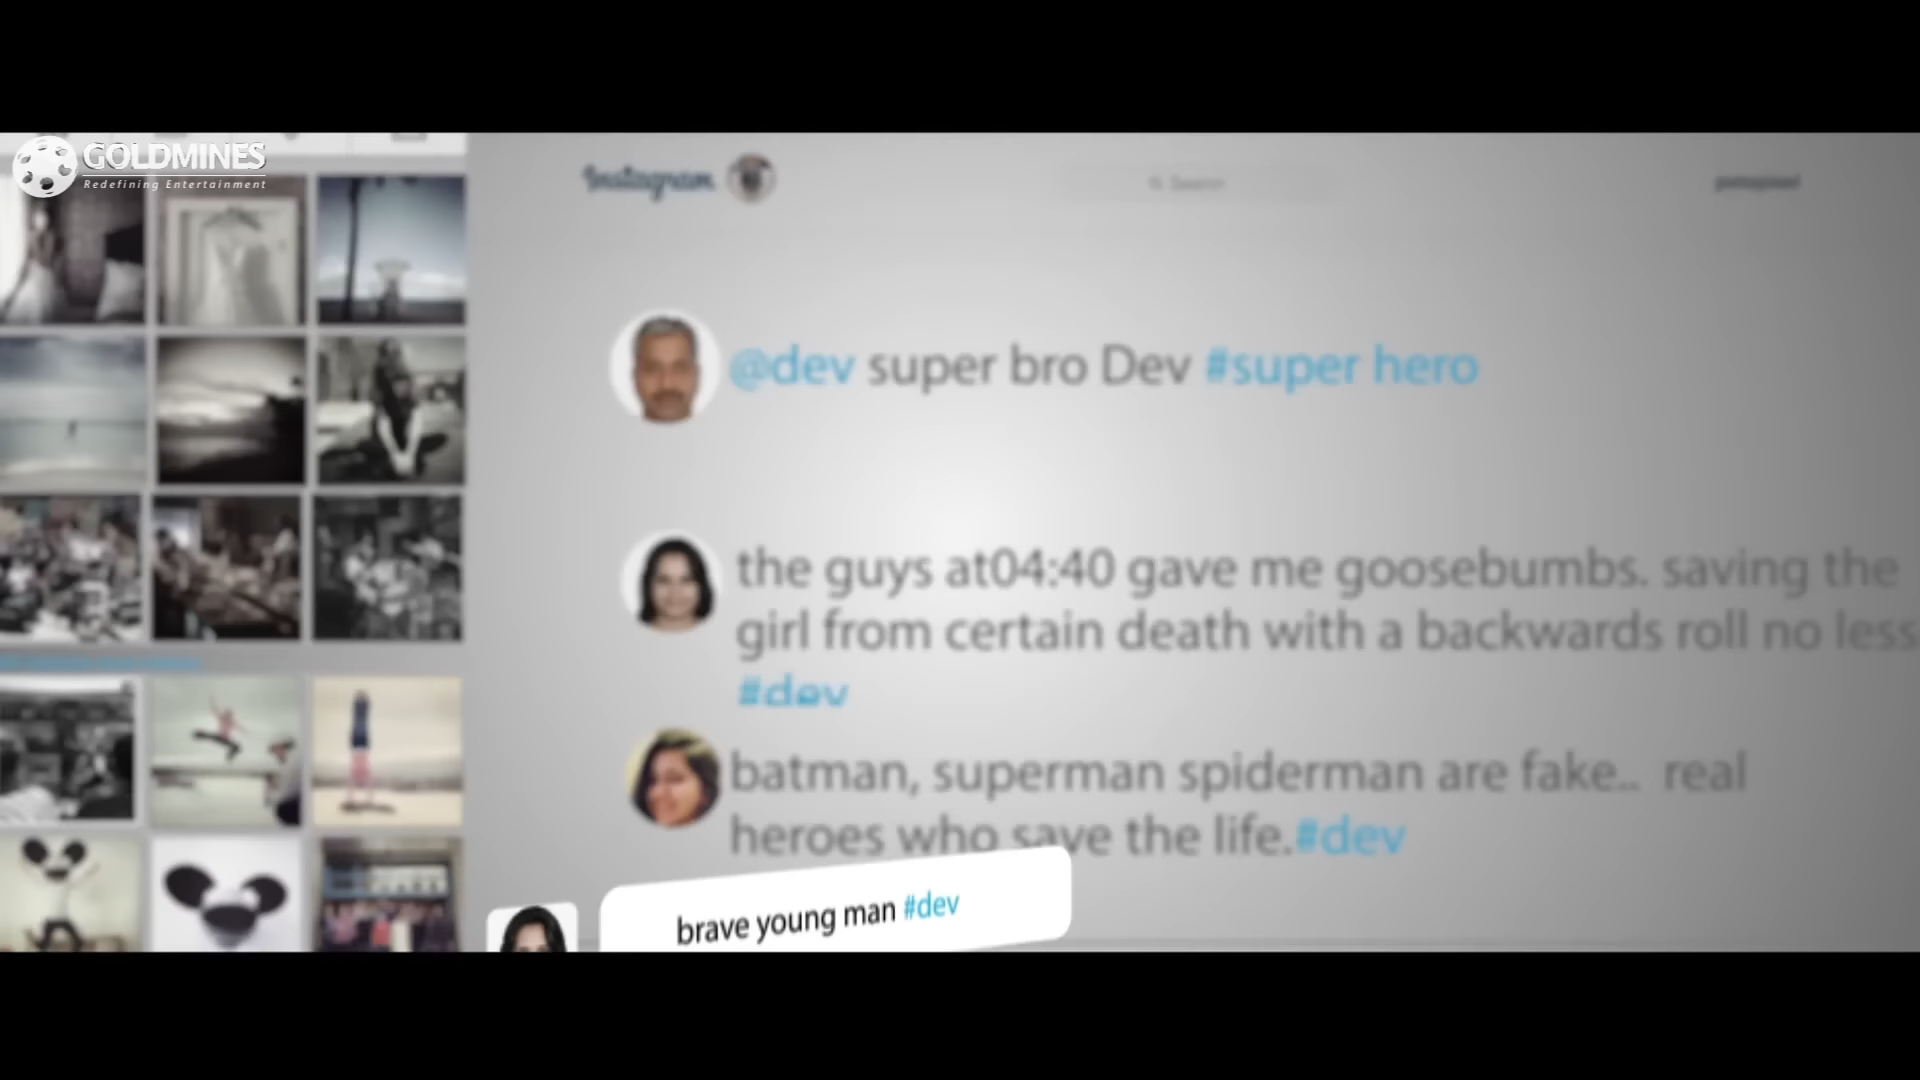 GOLDMINES
Redefining Entertainment
Instagram
Search
@dev super bro Dev #super hero
the guys at04:40 gave me goosebumbs. saving the
girl from certain death with a backwards roll no less
#dev
batman, superman spiderman are fake.. real
heroes who save the life.#dev
brave young man #dev